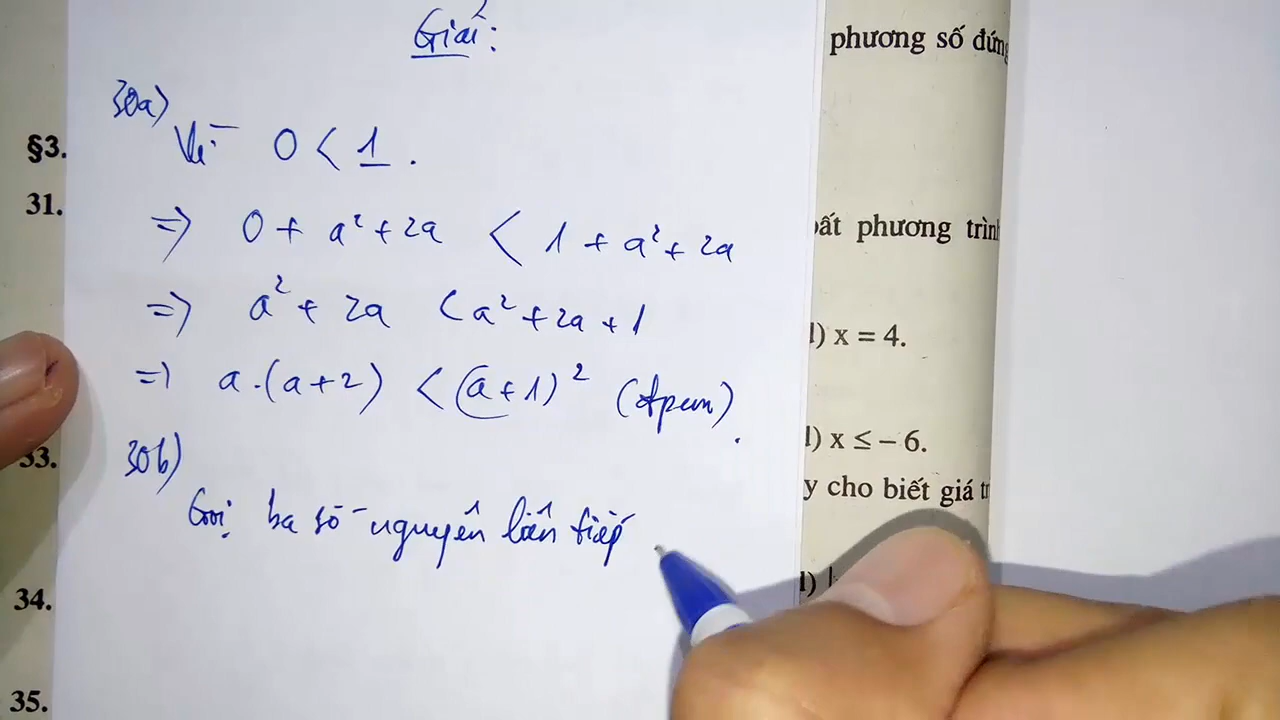 Giải:
30a)
Vì 0 < 1.
=> 0 + a² + 2a < 1 + a² + 2a
=> a² + 2a < a² + 2a + 1
=> a.(a+2) < (a+1)² (đpcm).
30b)
Gọi ba số nguyên liên tiếp
§3.
31.
33.
34.
35.
phương số đứng
bất phương trình
d) x = 4.
d) x ≤ – 6.
y cho biết giá tr
d)